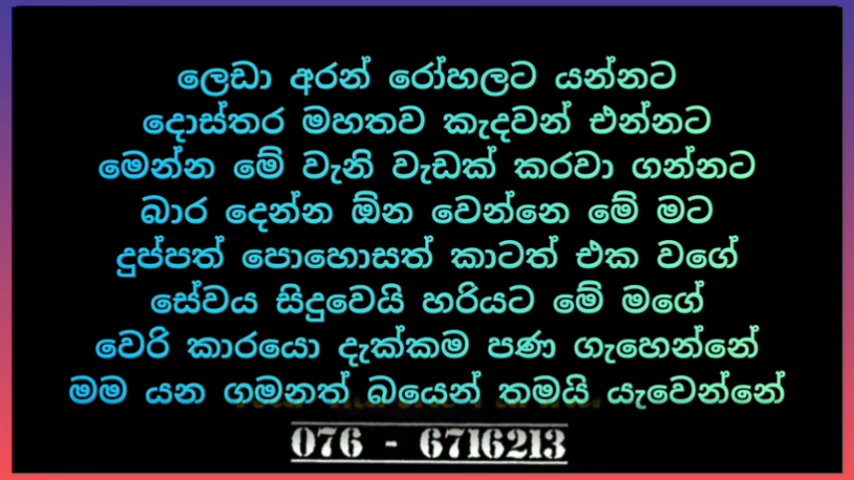 ලෙඩා අරන් රෝහලට යන්නට
දොස්තර මහතව කැදවන් එන්නට
මෙන්න මේ වැනි වැඩක් කරවා ගන්නට
බාර දෙන්න ඕන වෙන්නෙ මේ මට
දුප්පත් පොහොසත් කාටත් එක වගේ
සේවය සිදුවෙයි හරියට මේ මගේ
වෙරි කාරයො දැක්කම පණ ගැහෙන්නේ
මම යන ගමනත් බයෙන් තමයි යැවෙන්නේ
076 - 6716213